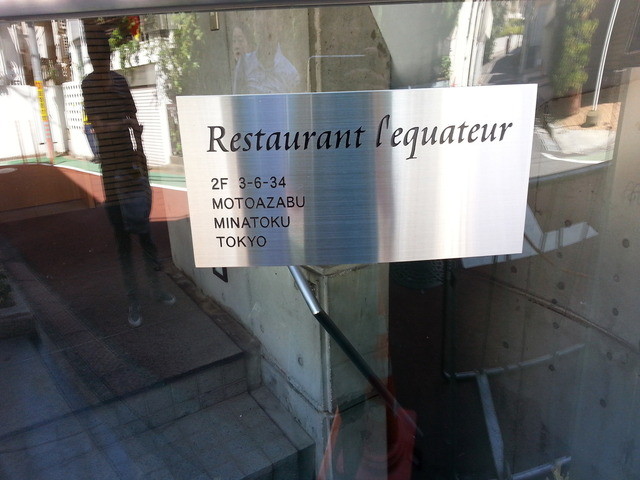 Restaurant l'equateur
2F 3-6-34
MOTOAZABU
MINATOKU
TOKYO